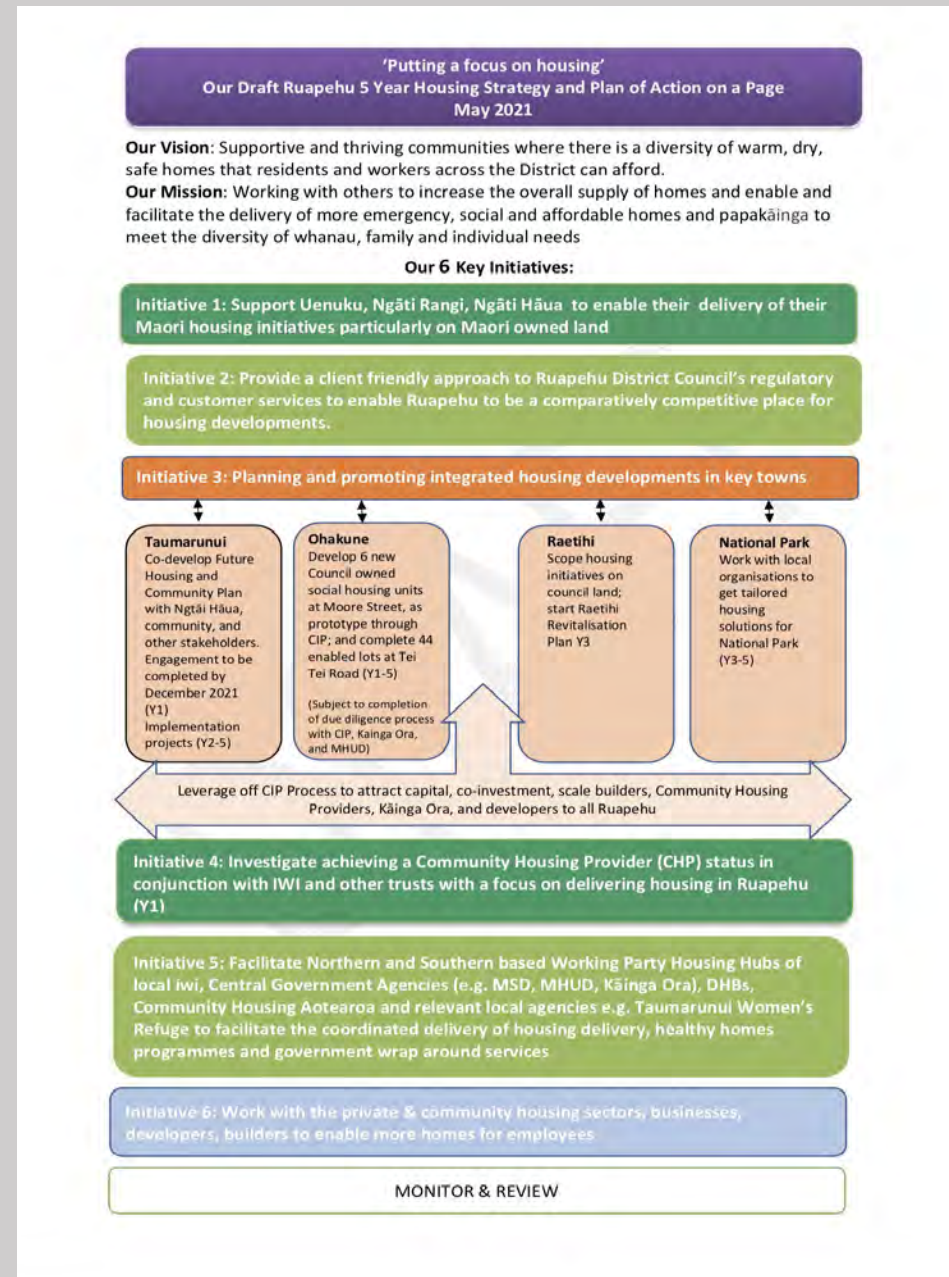 ‘Putting a focus on housing’
Our Draft Ruapehu 5 Year Housing Strategy and Plan of Action on a Page
May 2021
Our Vision: Supportive and thriving communities where there is a diversity of warm, dry,
safe homes that residents and workers across the District can afford.
Our Mission: Working with others to increase the overall supply of homes and enable and
facilitate the delivery of more emergency, social and affordable homes and papakāinga to
meet the diversity of whanau, family and individual needs
Our 6 Key Initiatives:
Initiative 1: Support Uenuku, Ngāti Rangi, Ngāti Hāua to enable their delivery of their
Maori housing initiatives particularly on Maori owned land
Initiative 2: Provide a client friendly approach to Ruapehu District Council’s regulatory
and customer services to enable Ruapehu to be a comparatively competitive place for
housing developments.
Initiative 3: Planning and promoting integrated housing developments in key towns
Taumarunui
Co-develop Future
Housing and
Community Plan
with Ngtāi Hāua,
community, and
other stakeholders.
Engagement to be
completed by
December 2021
(Y1)
Implementation
projects (Y2-5)
Ohakune
Develop 6 new
Council owned
social housing units
at Moore Street, as
prototype through
CIP; and complete 44
enabled lots at Tei
Tei Road (Y1-5)
(Subject to completion
of due diligence process
with CIP, Kainga Ora,
and MHUD)
Raetihi
Scope housing
initiatives on
council land;
start Raetihi
Revitalisation
Plan Y3
National Park
Work with local
organisations to
get tailored
housing
solutions for
National Park
(Y3-5)
Leverage off CIP Process to attract capital, co-investment, scale builders, Community Housing
Providers, Kāinga Ora, and developers to all Ruapehu
Initiative 4: Investigate achieving a Community Housing Provider (CHP) status in
conjunction with IWI and other trusts with a focus on delivering housing in Ruapehu
(Y1)
Initiative 5: Facilitate Northern and Southern based Working Party Housing Hubs of
local iwi, Central Government Agencies (e.g. MSD, MHUD, Kāinga Ora), DHBs,
Community Housing Aotearoa and relevant local agencies e.g. Taumarunui Women’s
Refuge to facilitate the coordinated delivery of housing delivery, healthy homes
programmes and government wrap around services
Initiative 6: Work with the private & community housing sectors, businesses,
developers, builders to enable more homes for employees
MONITOR & REVIEW